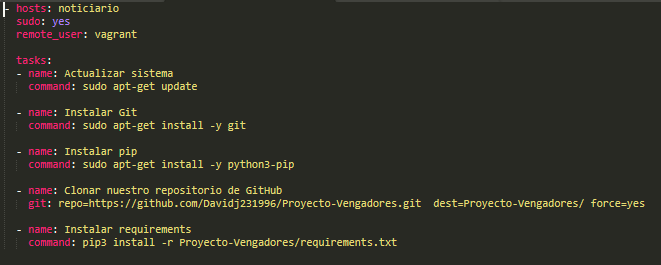 - hosts: noticiario
  sudo: yes
  remote_user: vagrant

  tasks:
  - name: Actualizar sistema
    command: sudo apt-get update

  - name: Instalar Git
    command: sudo apt-get install -y git

  - name: Instalar pip
    command: sudo apt-get install -y python3-pip

  - name: Clonar nuestro repositorio de GitHub
    git: repo=https://github.com/Davidj231996/Proyecto-Vengadores.git  dest=Proyecto-Vengadores/ force=yes

  - name: Instalar requirements
    command: pip3 install -r Proyecto-Vengadores/requirements.txt